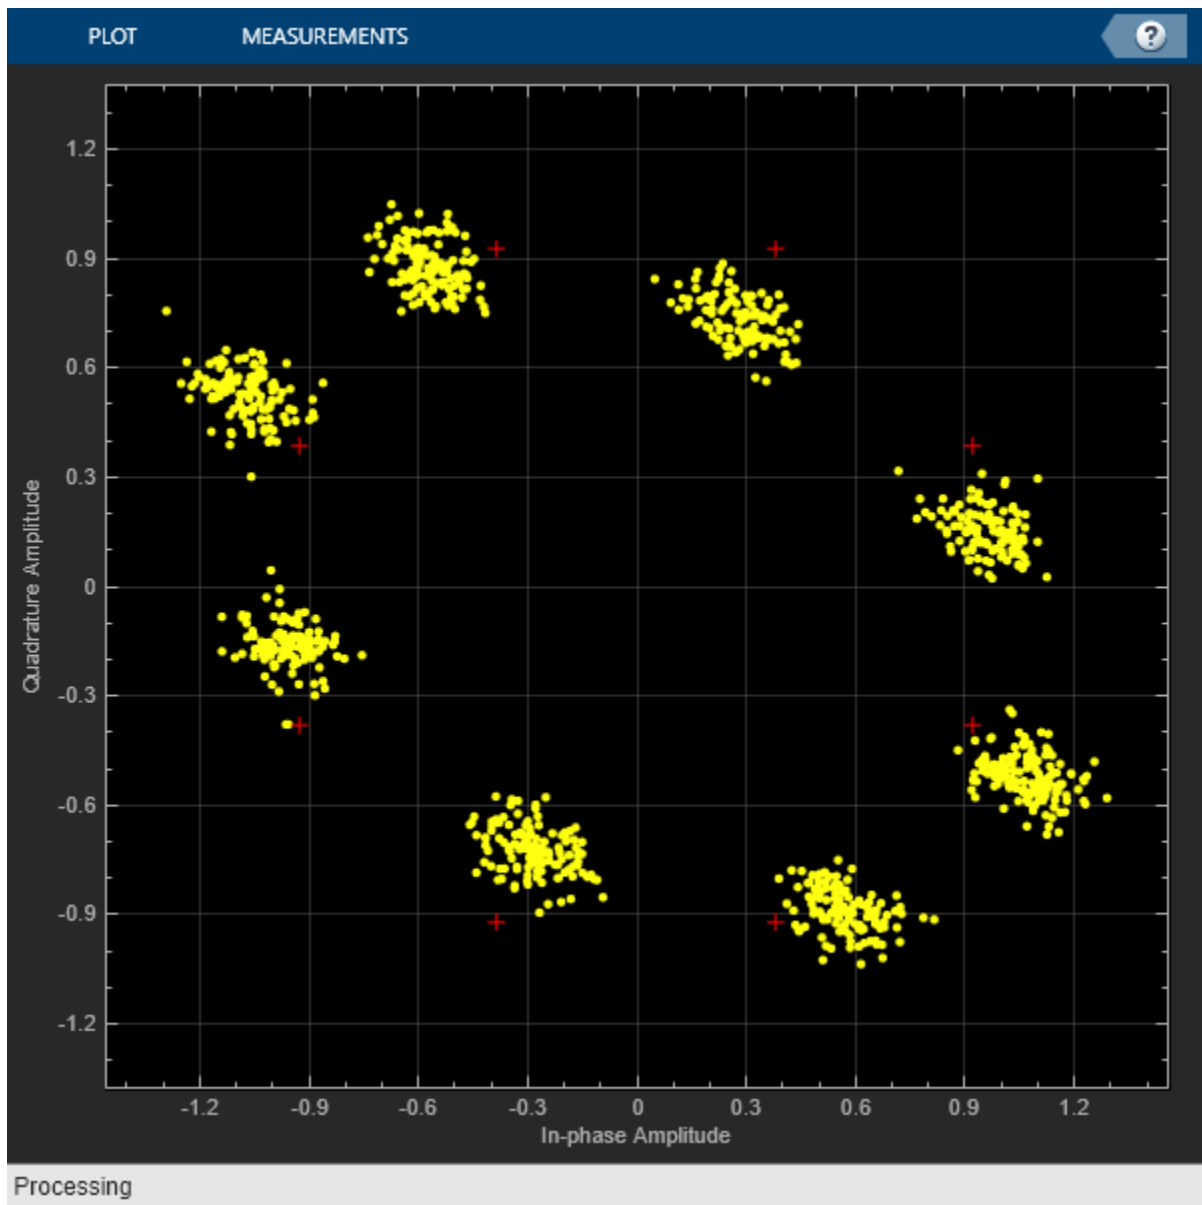 PLOT MEASUREMENTS ?
1.2
0.9
0.6
0.3
0
-0.3
-0.6
-0.9
-1.2
Quadrature Amplitude
-1.2 -0.9 -0.6 -0.3 0 0.3 0.6 0.9 1.2
In-phase Amplitude
Processing